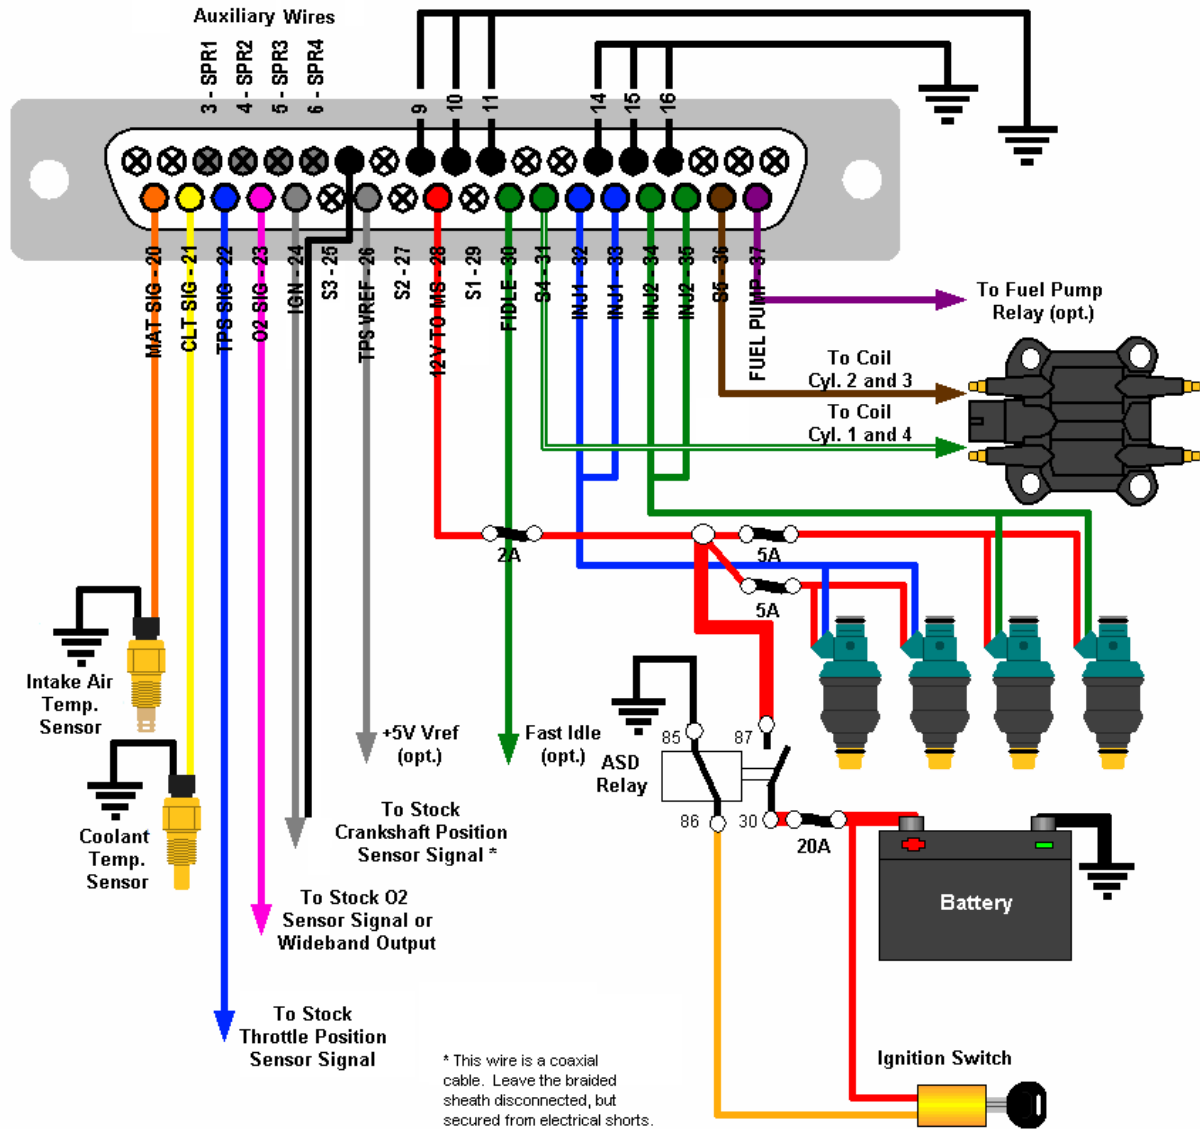 Auxiliary Wires
3 - SPR1
4 - SPR2
5 - SPR3
6 - SPR4
9
10
11
14
15
16
MAT SIG - 20
CLT SIG - 21
TPS SIG - 22
O2 SIG - 23
IGN - 24
S3 - 25
TPS VREF - 26
S2 - 27
12V TO MS - 28
S1 - 29
FIDLE - 30
S4 - 31
INJ1 - 32
INJ1 - 33
INJ2 - 34
INJ2 - 35
S5 - 36
FUEL PUMP - 37
To Fuel Pump
Relay (opt.)
To Coil
Cyl. 2 and 3
To Coil
Cyl. 1 and 4
2A
5A
5A
Intake Air
Temp.
Sensor
+5V Vref
(opt.)
Fast Idle
(opt.)
85
87
ASD
Relay
86
30
20A
Coolant
Temp.
Sensor
To Stock
Crankshaft Position
Sensor Signal *
Battery
To Stock O2
Sensor Signal or
Wideband Output
To Stock
Throttle Position
Sensor Signal
* This wire is a coaxial
cable. Leave the braided
sheath disconnected, but
secured from electrical shorts.
Ignition Switch